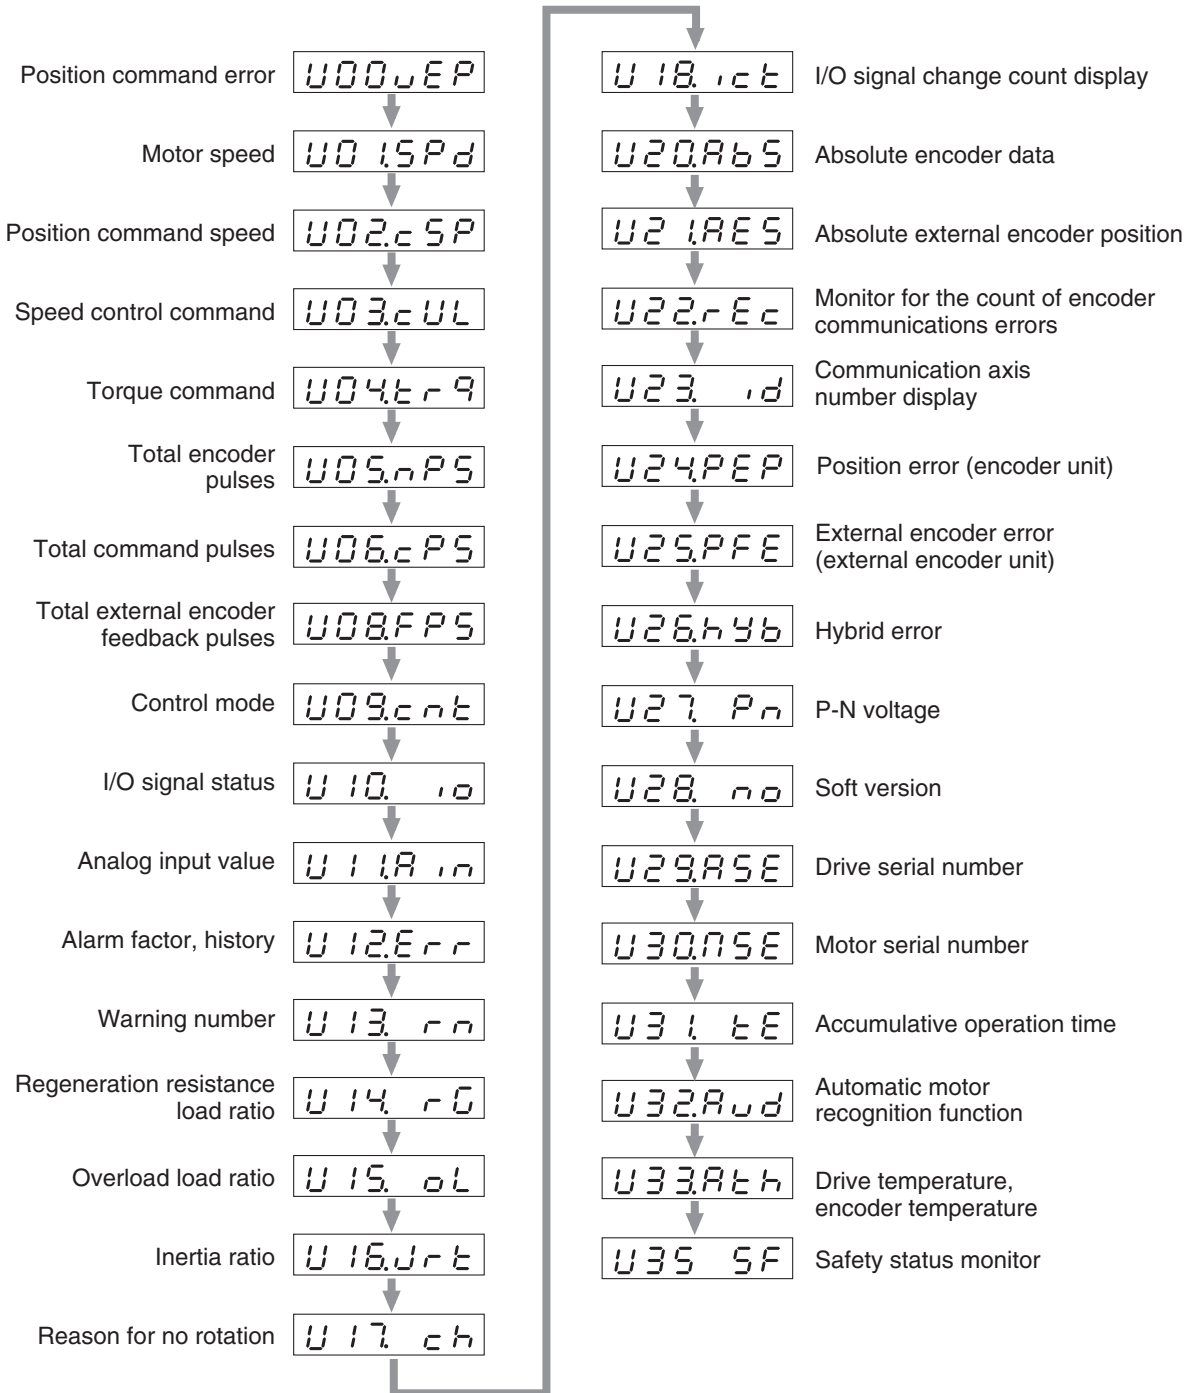 Position command error
U00uEP
Motor speed
U01.SPd
Position command speed
U02.cSP
Speed control command
U03.cUL
Torque command
U04.trq
Total encoder
pulses
U05.nPS
Total command pulses
U06.cPS
Total external encoder
feedback pulses
U08.FPS
Control mode
U09.cnt
I/O signal status
U10. io
Analog input value
U11.Ain
Alarm factor, history
U12.Err
Warning number
U13. rn
Regeneration resistance
load ratio
U14. rG
Overload load ratio
U15. oL
Inertia ratio
U16.Jrt
Reason for no rotation
U17. ch
U18. ict
I/O signal change count display
U20.AbS
Absolute encoder data
U21.AES
Absolute external encoder position
U22.rEc
Monitor for the count of encoder
communications errors
U23. id
Communication axis
number display
U24.PEP
Position error (encoder unit)
U25.PFE
External encoder error
(external encoder unit)
U26.hyb
Hybrid error
U27. Pn
P-N voltage
U28. no
Soft version
U29.ASE
Drive serial number
U30.MSE
Motor serial number
U31. tE
Accumulative operation time
U32.Aud
Automatic motor
recognition function
U33.Ath
Drive temperature,
encoder temperature
U35 SF
Safety status monitor